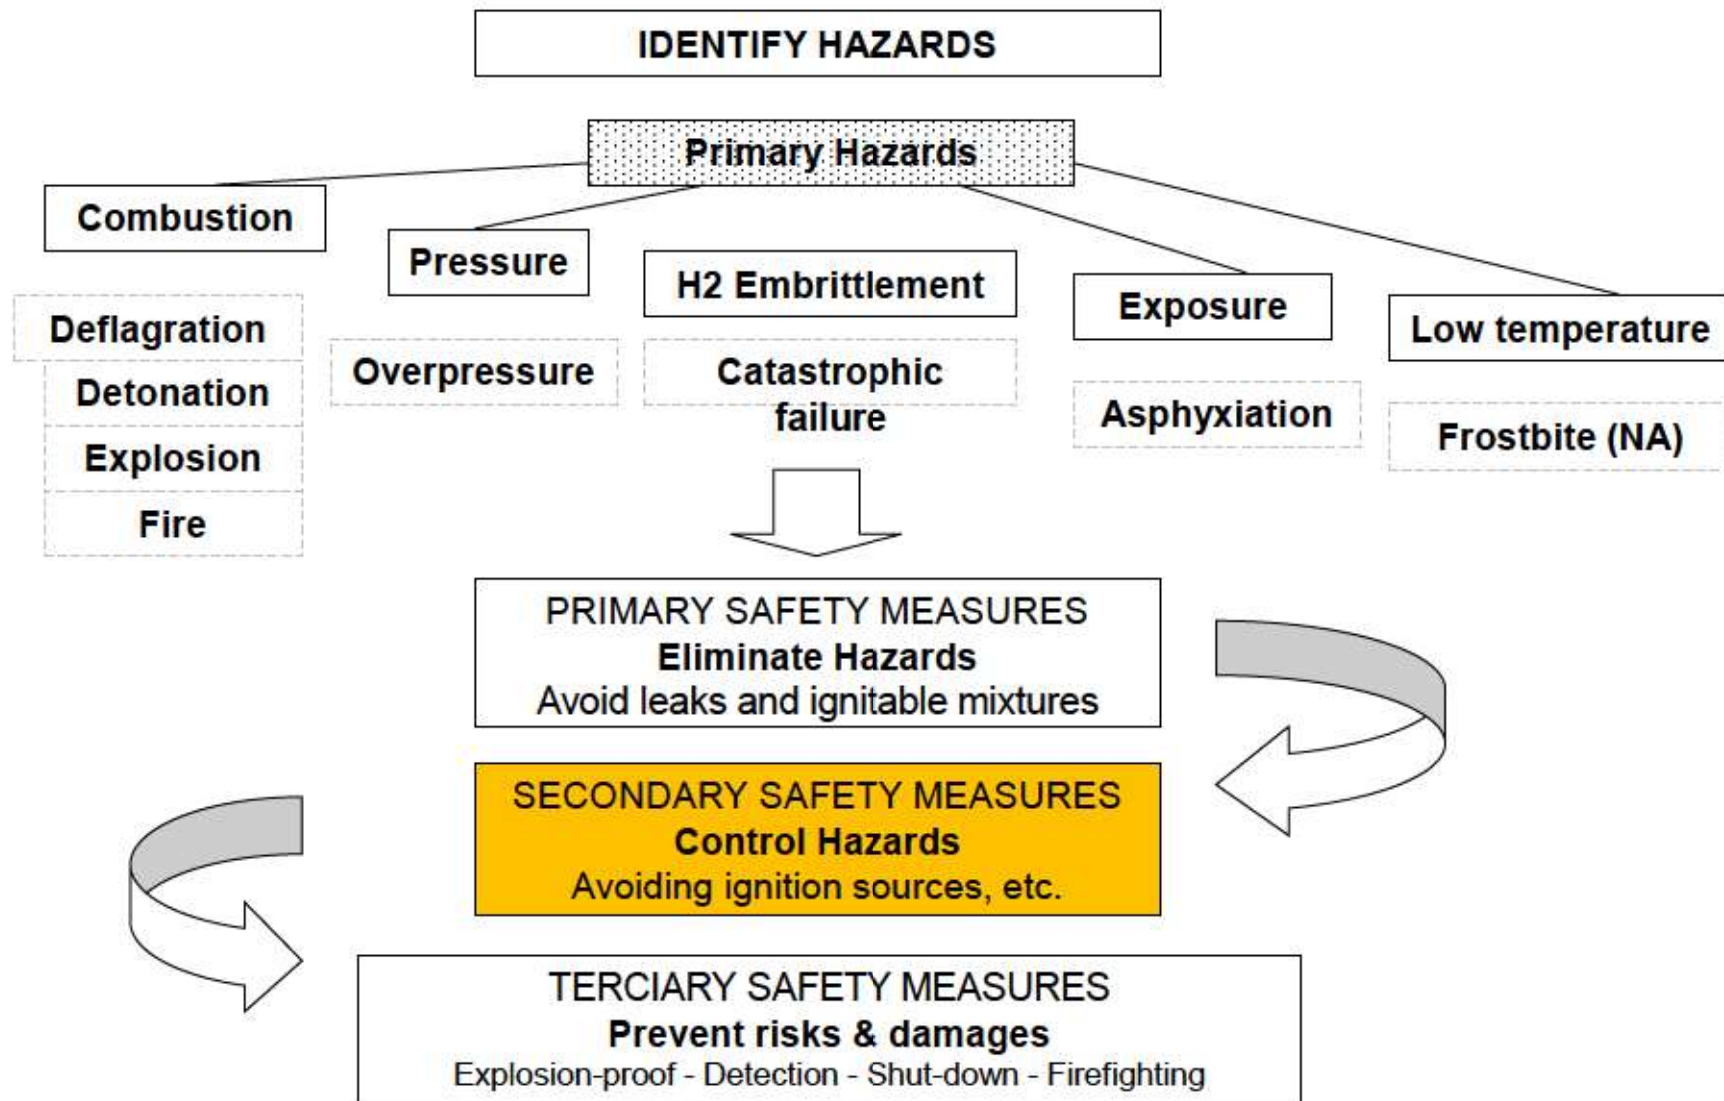 IDENTIFY HAZARDS
Primary Hazards
Combustion
Deflagration
Detonation
Explosion
Fire
Pressure
Overpressure
H2 Embrittlement
Catastrophic
failure
Exposure
Asphyxiation
Low temperature
Frostbite (NA)
PRIMARY SAFETY MEASURES
Eliminate Hazards
Avoid leaks and ignitable mixtures
SECONDARY SAFETY MEASURES
Control Hazards
Avoiding ignition sources, etc.
TERCIARY SAFETY MEASURES
Prevent risks & damages
Explosion-proof - Detection - Shut-down - Firefighting